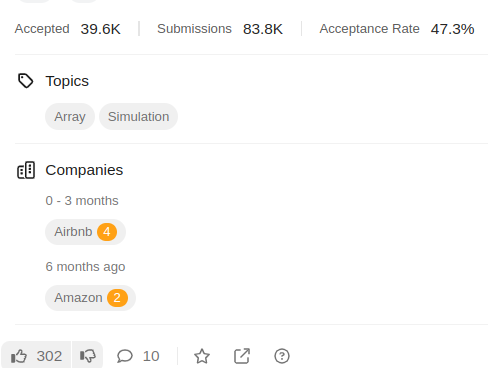 Accepted 39.6K Submissions 83.8K Acceptance Rate 47.3%
Topics
Array Simulation
Companies
0 - 3 months
Airbnb 4
6 months ago
Amazon 2
302 10